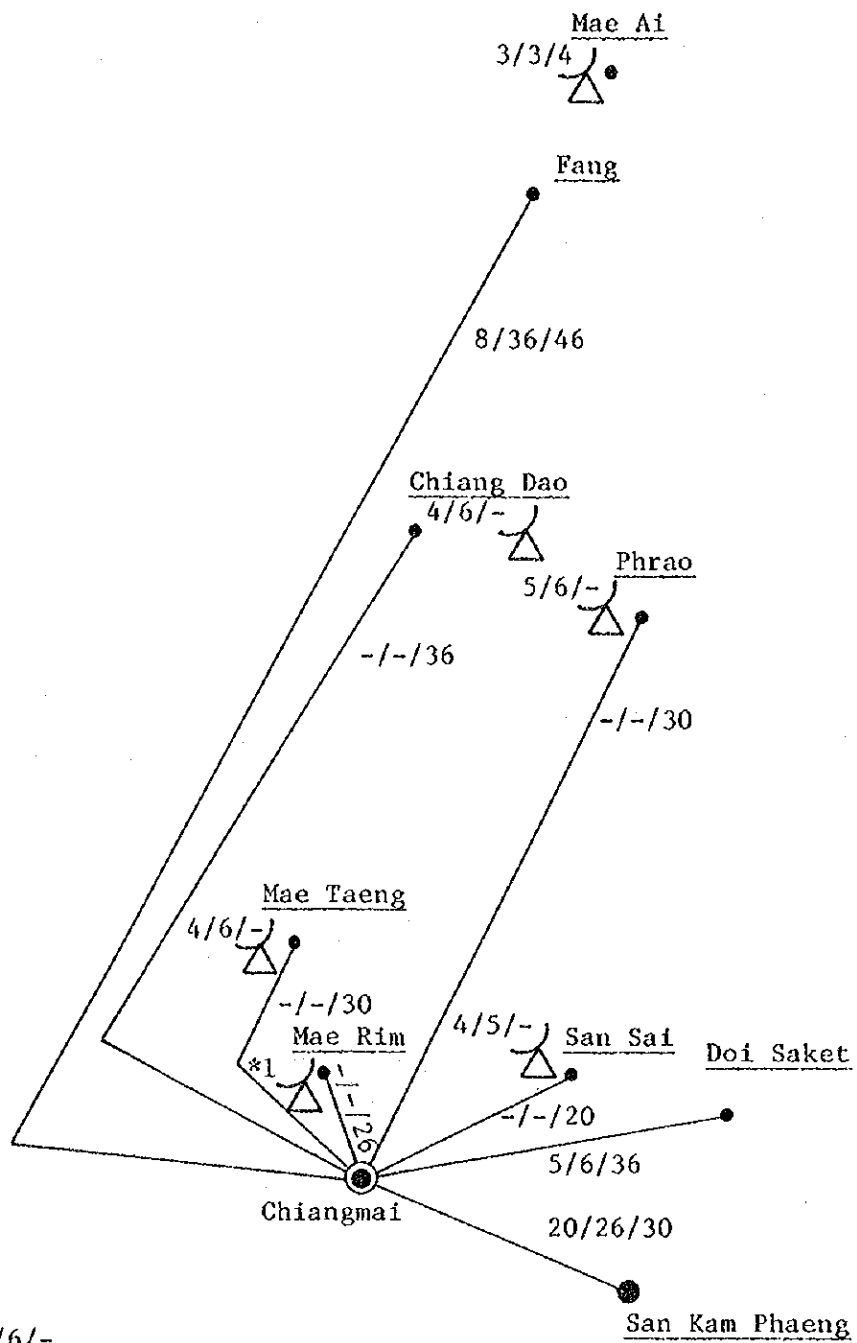 Mae Ai
3/3/4
Fang
8/36/46
Chiang Dao
4/6/-
Phrao
5/6/-
-/-/36
-/-/30
Mae Taeng
4/6/-
-/-/30
Mae Rim
*1
-/-/26
4/5/-
San Sai
Doi Saket
-/-/20
5/6/36
Chiangmai
20/26/30
San Kam Phaeng
/6/-